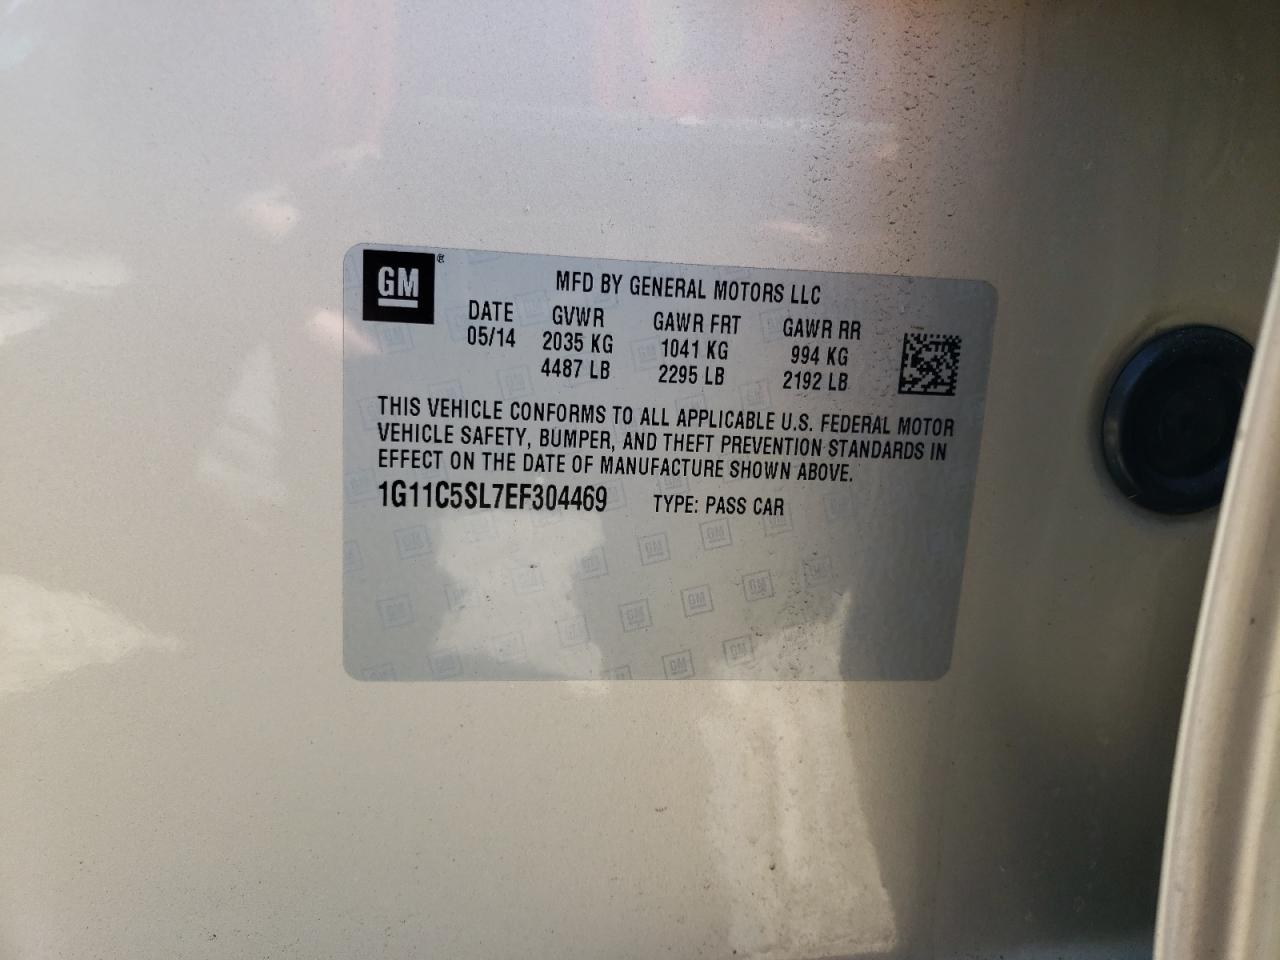 GM ®
MFD BY GENERAL MOTORS LLC
DATE GVWR GAWR FRT GAWR RR
05/14 2035 KG 1041 KG 994 KG
4487 LB 2295 LB 2192 LB
THIS VEHICLE CONFORMS TO ALL APPLICABLE U.S. FEDERAL MOTOR
VEHICLE SAFETY, BUMPER, AND THEFT PREVENTION STANDARDS IN
EFFECT ON THE DATE OF MANUFACTURE SHOWN ABOVE.
1G11C5SL7EF304469 TYPE: PASS CAR